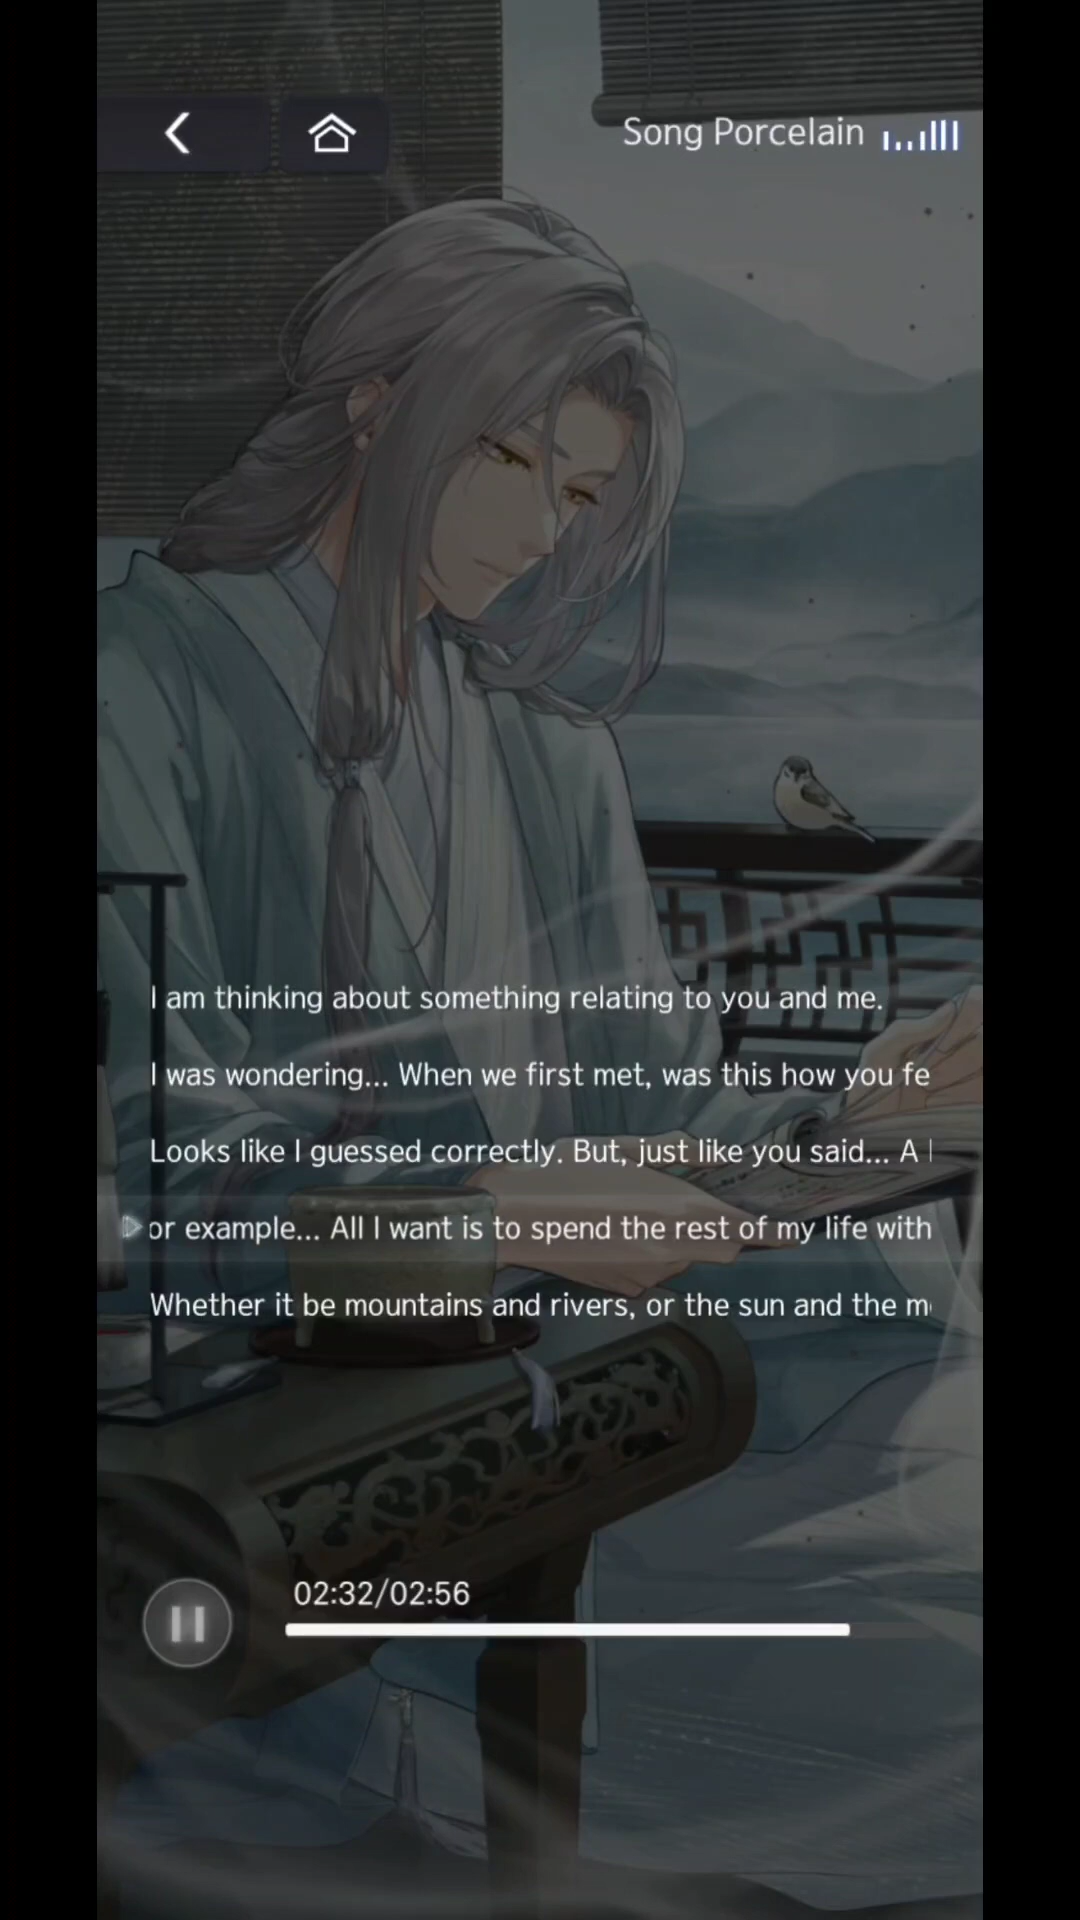 Song Porcelain
I am thinking about something relating to you and me.
I was wondering... When we first met, was this how you fe
Looks like I guessed correctly. But, just like you said... A
or example... All I want is to spend the rest of my life with
Whether it be mountains and rivers, or the sun and the m
02:32/02:56